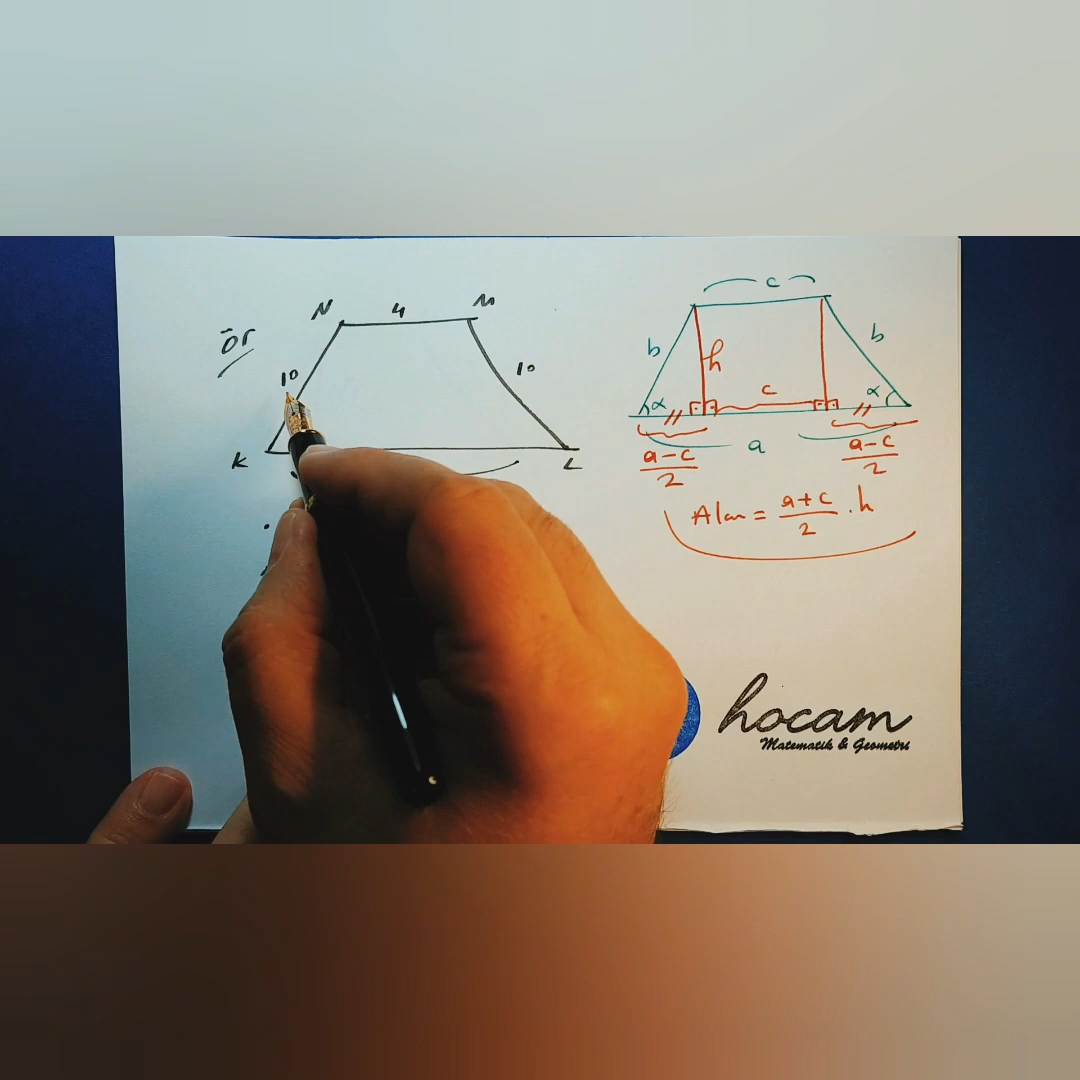 ör
N 4 M
10 10
K L
c
b h b
α c α
a-c/2 a a-c/2
Alan = a+c/2 . h
hocam
Matematik & Geometri